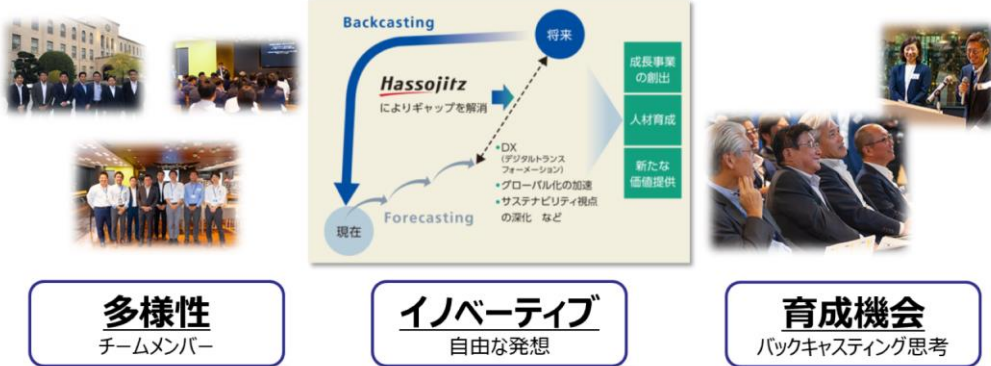 Backcasting
将来
Hassojitz
によりギャップを解消
•DX
(デジタルトランス
フォーメーション)
•グローバル化の加速
•サステナビリティ視点
の深化 など
Forecasting
現在
成長事業
の創出
人材育成
新たな
価値提供
多様性
チームメンバー
イノベーティブ
自由な発想
育成機会
バックキャスティング思考